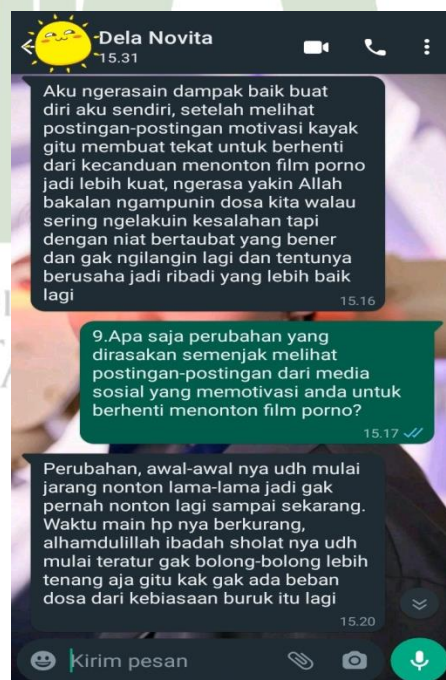 Dela Novita
15.31
Aku ngerasain dampak baik buat
diri aku sendiri, setelah melihat
postingan-postingan motivasi kayak
gitu membuat tekat untuk berhenti
dari kecanduan menonton film porno
jadi lebih kuat, ngerasa yakin Allah
bakalan ngampunin dosa kita walau
sering ngelakuin kesalahan tapi
dengan niat bertaubat yang bener
dan gak ngilangin lagi dan tentunya
berusaha jadi ribadi yang lebih baik
lagi
15.16
9.Apa saja perubahan yang
dirasakan semenjak melihat
postingan-postingan dari media
sosial yang memotivasi anda untuk
berhenti menonton film porno?
15.17
Perubahan, awal-awal nya udh mulai
jarang nonton lama-lama jadi gak
pernah nonton lagi sampai sekarang.
Waktu main hp nya berkurang,
alhamdulillah ibadah sholat nya udh
mulai teratur gak bolong-bolong lebih
tenang aja gitu kak gak ada beban
dosa dari kebiasaan buruk itu lagi
15.20
Kirim pesan